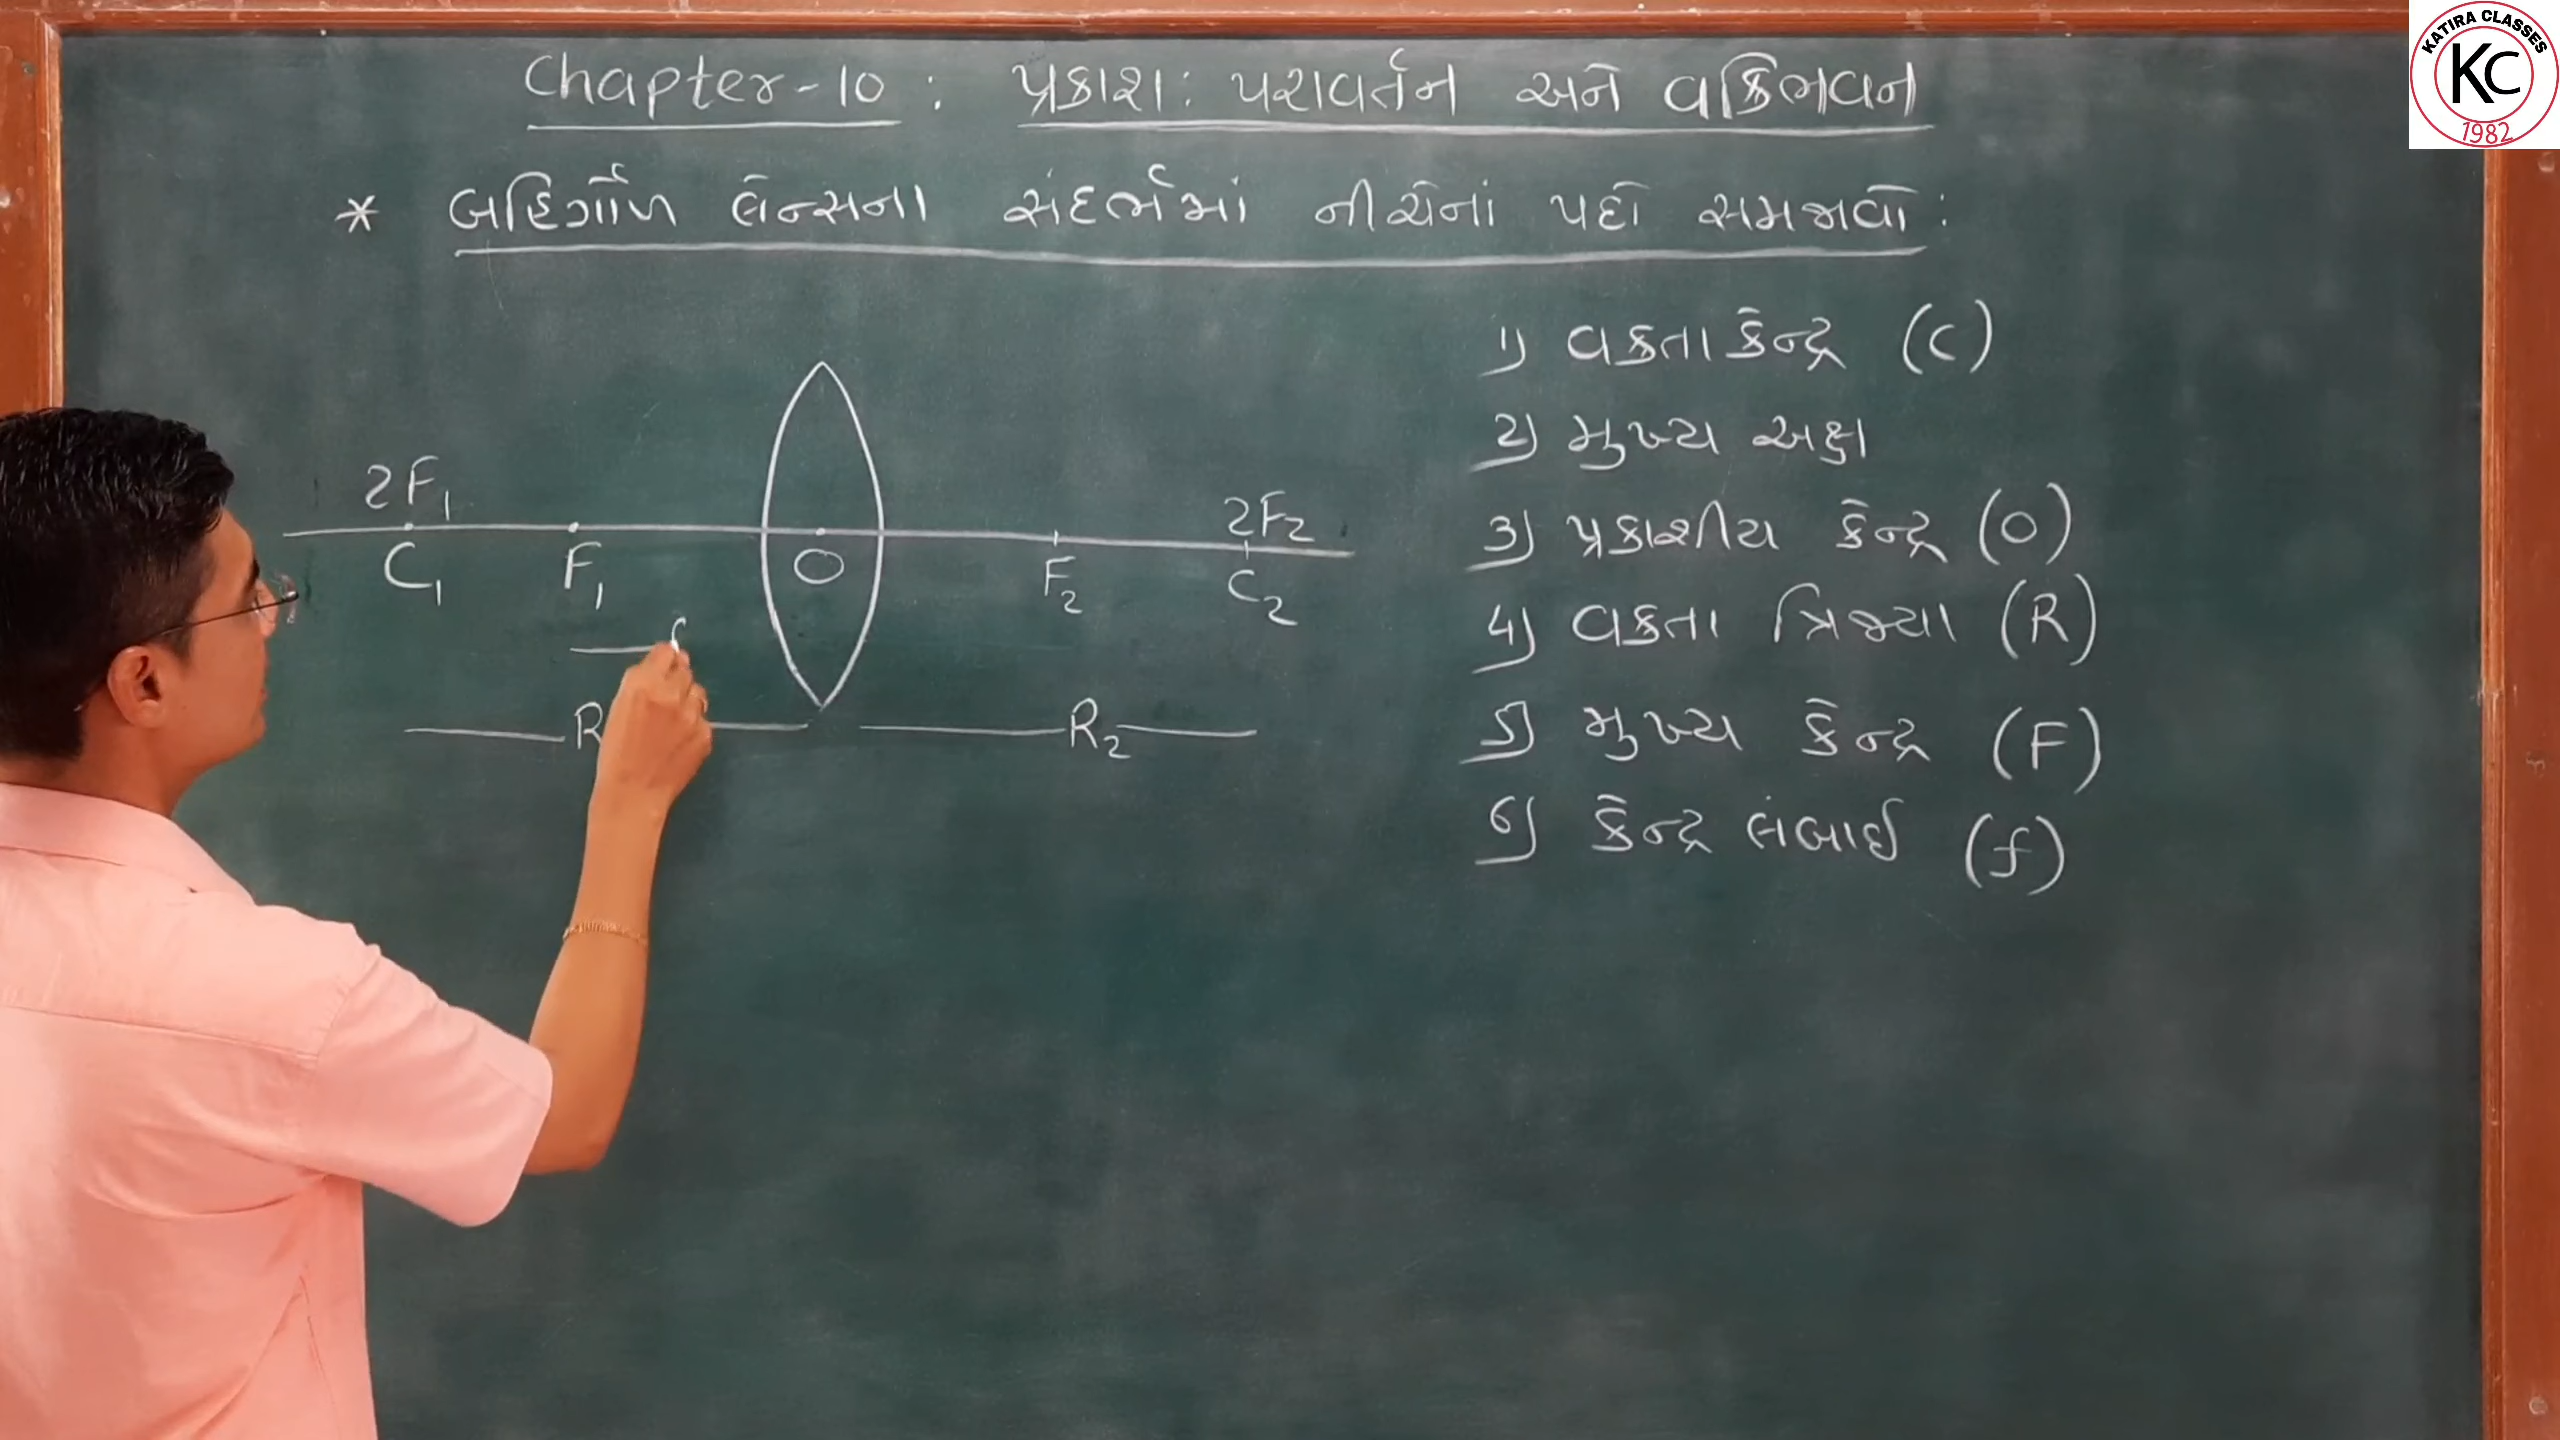 Chapter-10 : પ્રકાશ : પરાવર્તન અને વક્રિભવન
* બહિર્ગોળ લેન્સના સંદર્ભમાં નીચેનાં પદો સમજાવો :
2F1
2F2
C1 F1 O F2 C2
f
R R2
1) વક્રતાકેન્દ્ર (C)
2) મુખ્ય અક્ષ
3) પ્રકાશીય કેન્દ્ર (O)
4) વક્રતા ત્રિજ્યા (R)
5) મુખ્ય કેન્દ્ર (F)
6) કેન્દ્ર લંબાઈ (f)
KATIRA CLASSES
KC
1982